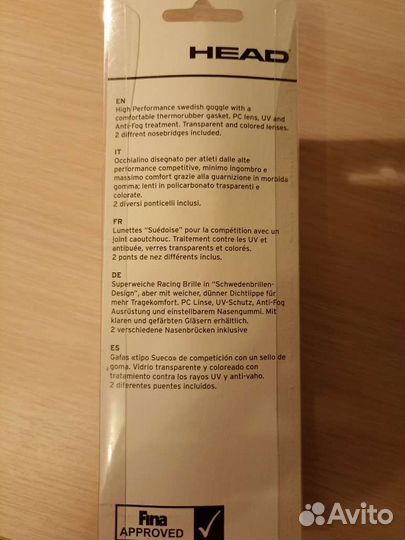 HEAD
EN
High Performance swedish goggle with a
comfortable thermorubber gasket. PC lens, UV and
Anti-Fog treatment. Transparent and colored lenses.
2 diffrent nosebridges included.
IT
Occhialino disegnato per atleti dalle alte
performance competitive, minimo ingombro e
massimo comfort grazie alla guarnizione in morbida
gomma; lenti in policarbonato trasparenti e
colorate.
2 diversi ponticelli inclusi.
FR
Lunettes "Suédoise" pour la compétition avec un
joint caoutchouc. Traitement contre les UV et
antibuée, verres transparents et colorés.
2 ponts de nez différents inclus.
DE
Superweiche Racing Brille in "Schwedenbrillen-
Design", aber mit weicher, dünner Dichtlippe für
mehr Tragekomfort. PC Linse, UV-Schutz, Anti-Fog
Ausrüstung und einstellbarem Nasengummi. Mit
klaren und gefärbten Gläsern erhältlich.
2 verschiedene Nasenbrücken inklusive
ES
Gafas «tipo Sueco» de competición con un sello de
goma. Vidrio transparente y coloreado con
tratamiento contra los rayos UV y anti-vaho.
2 diferentes puentes incluidos.
Fina
APPROVED
Avito